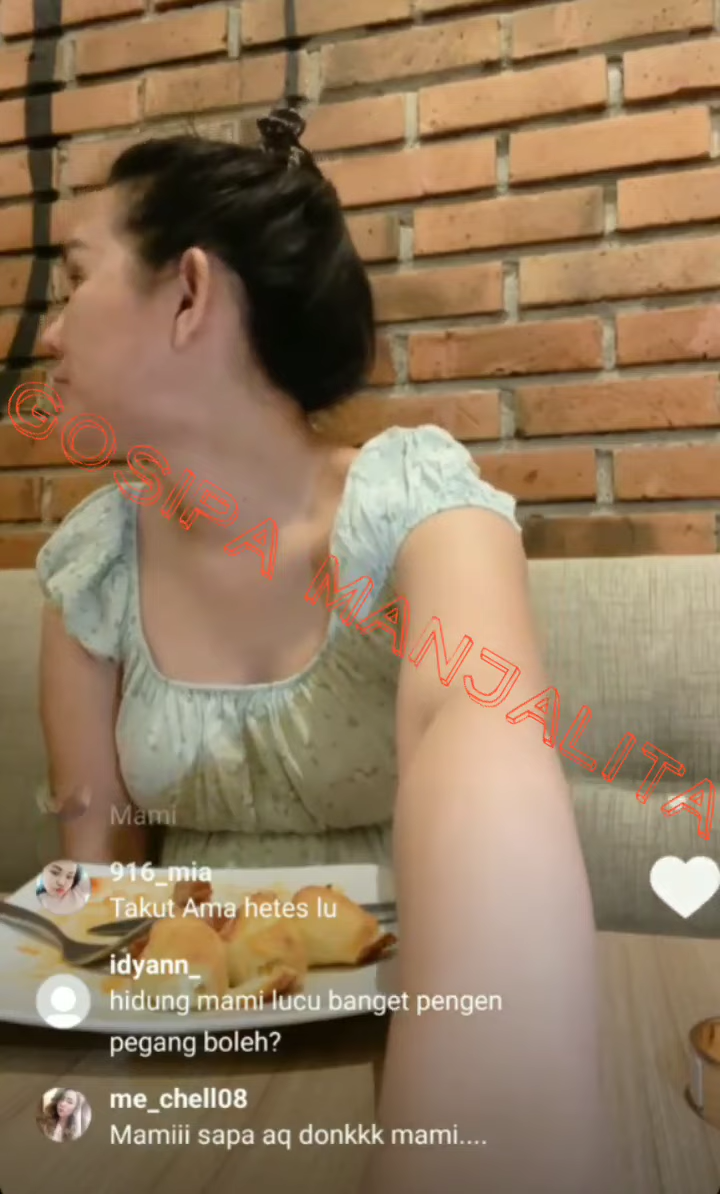 GOSIPA MANJALITA
Mami
916_mia
Takut Ama hetes lu
idyann_
hidung mami lucu banget pengen
pegang boleh?
me_chell08
Mamiii sapa aq donkkk mami....